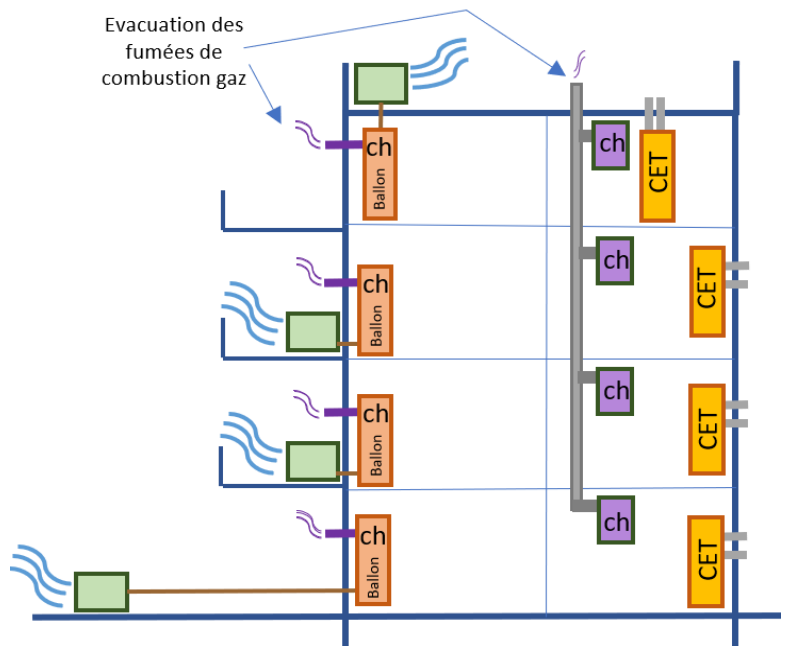 Evacuation des
fumées de
combustion gaz
ch
Ballon
ch
CET
ch
Ballon
ch
CET
ch
Ballon
ch
CET
ch
Ballon
ch
CET